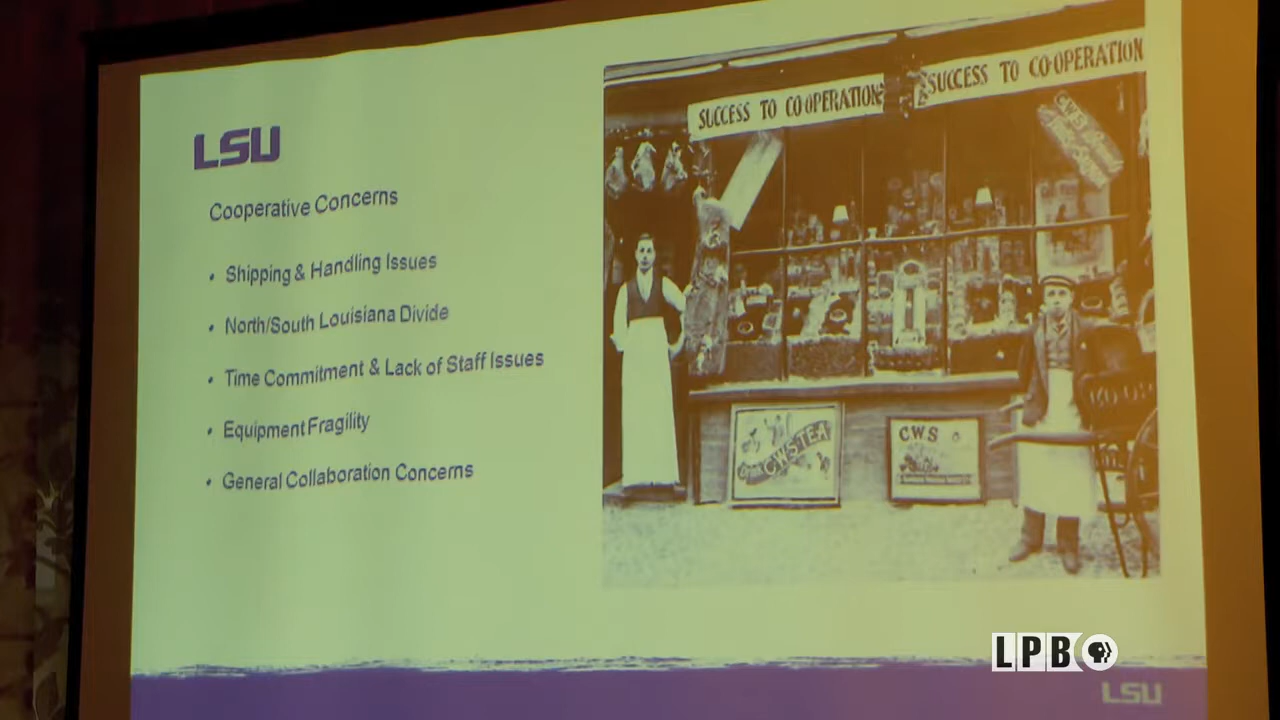 LSU
Cooperative Concerns
• Shipping & Handling Issues
• North/South Louisiana Divide
• Time Commitment & Lack of Staff Issues
• Equipment Fragility
• General Collaboration Concerns
SUCCESS TO CO-OPERATION
SUCCESS TO CO-OPERATION
CWS
CWS TEA
CWS
LPB
LSU